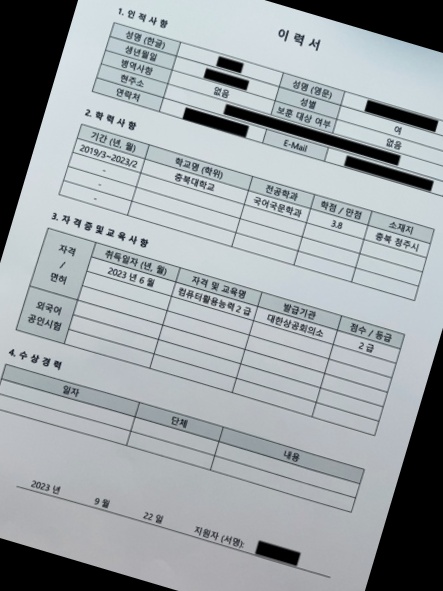 이 력 서
1. 인 적 사 항
성명 (한글) 성명 (영문)
생년월일 성별 여
병역사항 없음 보훈 대상 여부 없음
현주소
연락처 E-Mail
2. 학 력 사 항
기간 (년, 월) 학교명 (학위) 전공학과 학점 / 만점 소재지
2019/3~2023/2 충북대학교 국어국문학과 3.8 충북 청주시
-
-
-
3. 자 격 증 및 교 육 사 항
자격 / 면허 취득일자 (년, 월) 자격 및 교육명 발급기관 점수 / 등급
2023 년 6 월 컴퓨터활용능력 2 급 대한상공회의소 2 급
외국어 공인시험
4. 수 상 경 력
일자 단체 내용
2023 년 9 월 22 일 지원자 (서명):